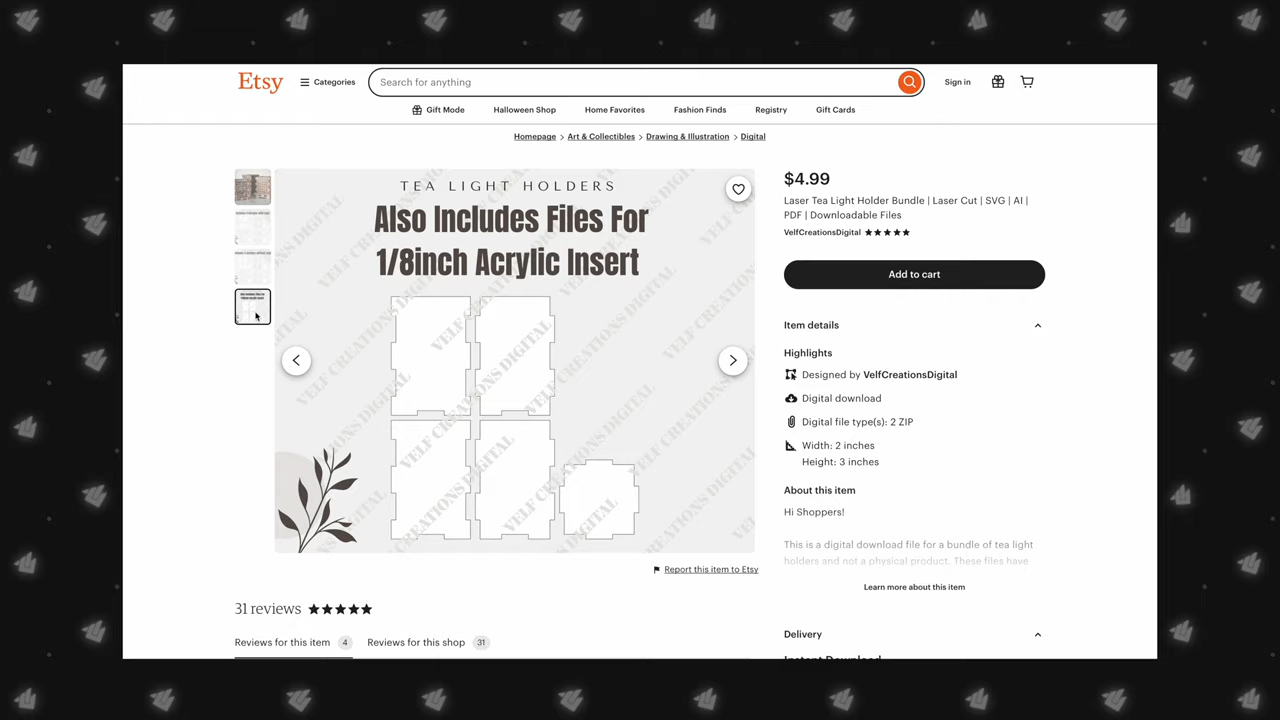 Etsy
Categories
Search for anything
Sign in
Gift Mode
Halloween Shop
Home Favorites
Fashion Finds
Registry
Gift Cards
Homepage > Art & Collectibles > Drawing & Illustration > Digital
TEA LIGHT HOLDERS
Also Includes Files For
1/8inch Acrylic Insert
VELF CREATIONS DIGITAL
$4.99
Laser Tea Light Holder Bundle | Laser Cut | SVG | AI |
PDF | Downloadable Files
VelfCreationsDigital
Add to cart
Item details
Highlights
Designed by VelfCreationsDigital
Digital download
Digital file type(s): 2 ZIP
Width: 2 inches
Height: 3 inches
About this item
Hi Shoppers!
This is a digital download file for a bundle of tea light
holders and not a physical product. These files have
Learn more about this item
Report this item to Etsy
31 reviews
Reviews for this item 4
Reviews for this shop 31
Delivery
Instant Download